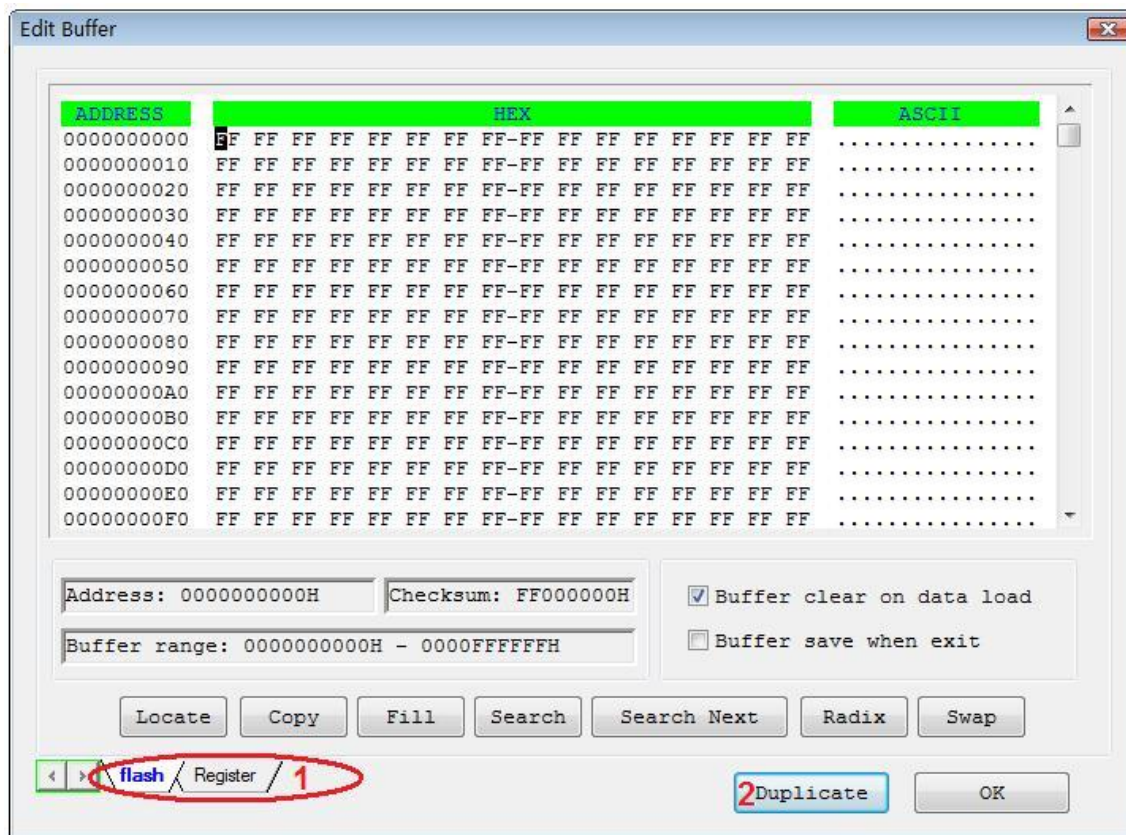 Edit Buffer
ADDRESS HEX ASCII
0000000000 FF FF FF FF FF FF FF FF-FF FF FF FF FF FF FF FF ................
0000000010 FF FF FF FF FF FF FF FF-FF FF FF FF FF FF FF FF ................
0000000020 FF FF FF FF FF FF FF FF-FF FF FF FF FF FF FF FF ................
0000000030 FF FF FF FF FF FF FF FF-FF FF FF FF FF FF FF FF ................
0000000040 FF FF FF FF FF FF FF FF-FF FF FF FF FF FF FF FF ................
0000000050 FF FF FF FF FF FF FF FF-FF FF FF FF FF FF FF FF ................
0000000060 FF FF FF FF FF FF FF FF-FF FF FF FF FF FF FF FF ................
0000000070 FF FF FF FF FF FF FF FF-FF FF FF FF FF FF FF FF ................
0000000080 FF FF FF FF FF FF FF FF-FF FF FF FF FF FF FF FF ................
0000000090 FF FF FF FF FF FF FF FF-FF FF FF FF FF FF FF FF ................
00000000A0 FF FF FF FF FF FF FF FF-FF FF FF FF FF FF FF FF ................
00000000B0 FF FF FF FF FF FF FF FF-FF FF FF FF FF FF FF FF ................
00000000C0 FF FF FF FF FF FF FF FF-FF FF FF FF FF FF FF FF ................
00000000D0 FF FF FF FF FF FF FF FF-FF FF FF FF FF FF FF FF ................
00000000E0 FF FF FF FF FF FF FF FF-FF FF FF FF FF FF FF FF ................
00000000F0 FF FF FF FF FF FF FF FF-FF FF FF FF FF FF FF FF ................
Address: 0000000000H Checksum: FF000000H
Buffer range: 0000000000H - 0000FFFFFFH
Buffer clear on data load
Buffer save when exit
Locate Copy Fill Search Search Next Radix Swap
flash Register 1
2 Duplicate OK